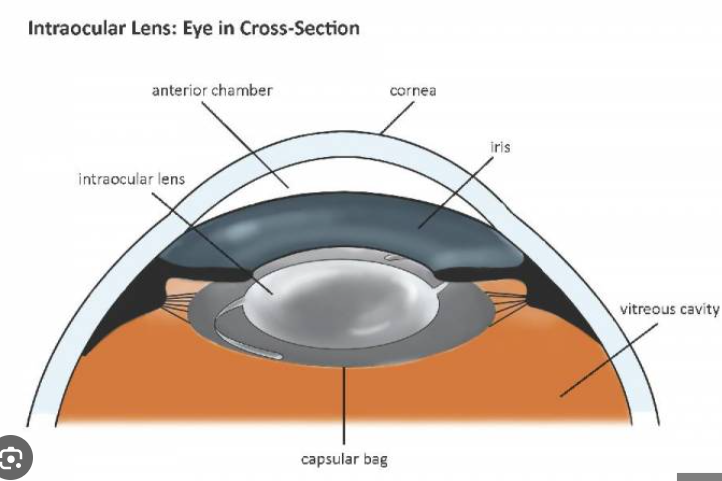 Intraocular Lens: Eye in Cross-Section
anterior chamber
cornea
iris
intraocular lens
vitreous cavity
capsular bag